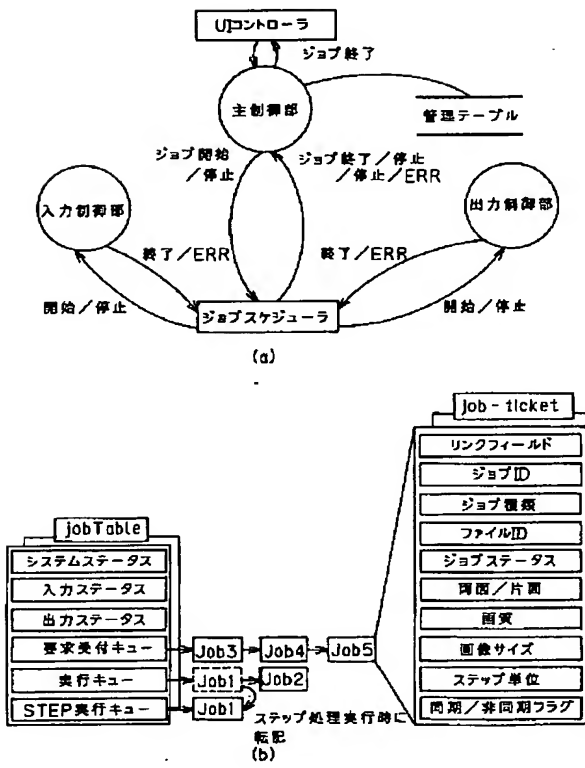 UIコントローラ
ジョブ終了
主制御部
管理テーブル
ジョブ開始
/停止
ジョブ終了/停止
/停止/ERR
入力制御部
出力制御部
終了/ERR
終了/ERR
開始/停止
ジョブスケジューラ
開始/停止
(a)
job-ticket
リンクフィールド
ジョブID
ジョブ種類
ファイルID
ジョブステータス
両面/片面
画質
画像サイズ
ステップ単位
同期/非同期フラグ
jobTable
システムステータス
入力ステータス
出力ステータス
要求受付キュー
Job3
Job4
Job5
実行キュー
Job1
Job2
STEP実行キュー
Job1
ステップ処理実行時に
転記
(b)